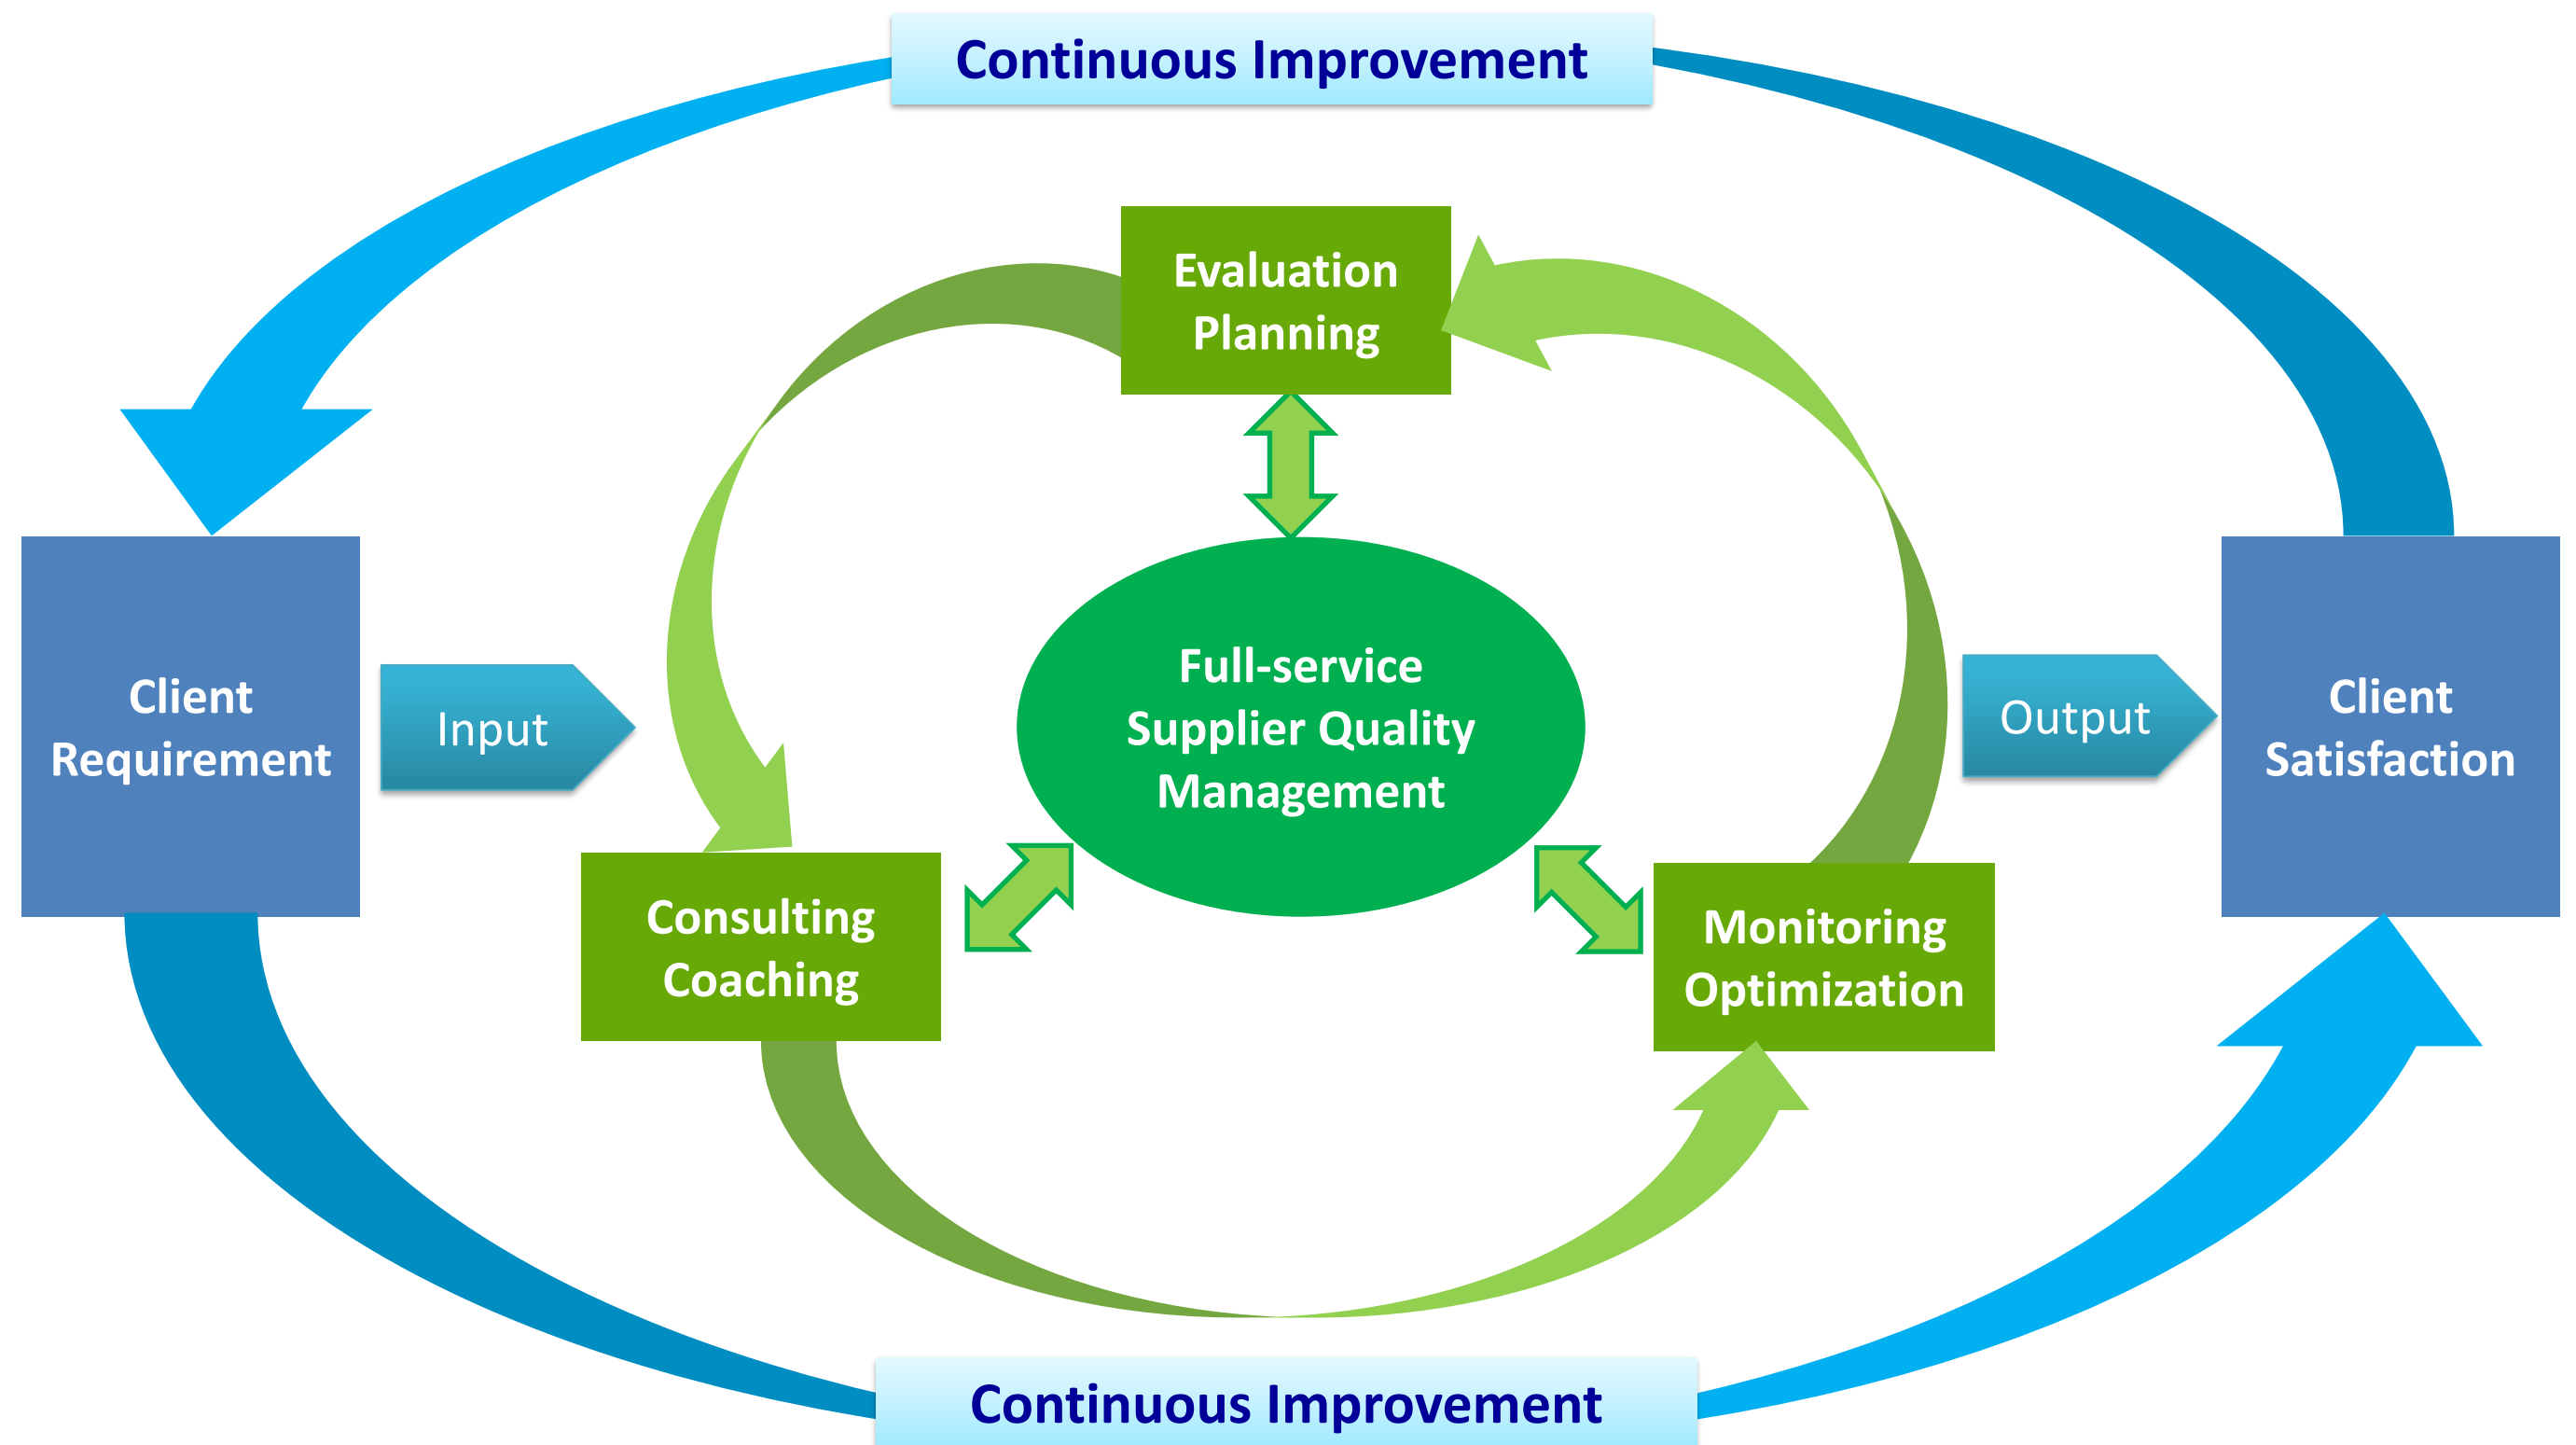 Continuous Improvement
Evaluation
Planning
Client
Requirement
Input
Full-service
Supplier Quality
Management
Output
Client
Satisfaction
Consulting
Coaching
Monitoring
Optimization
Continuous Improvement